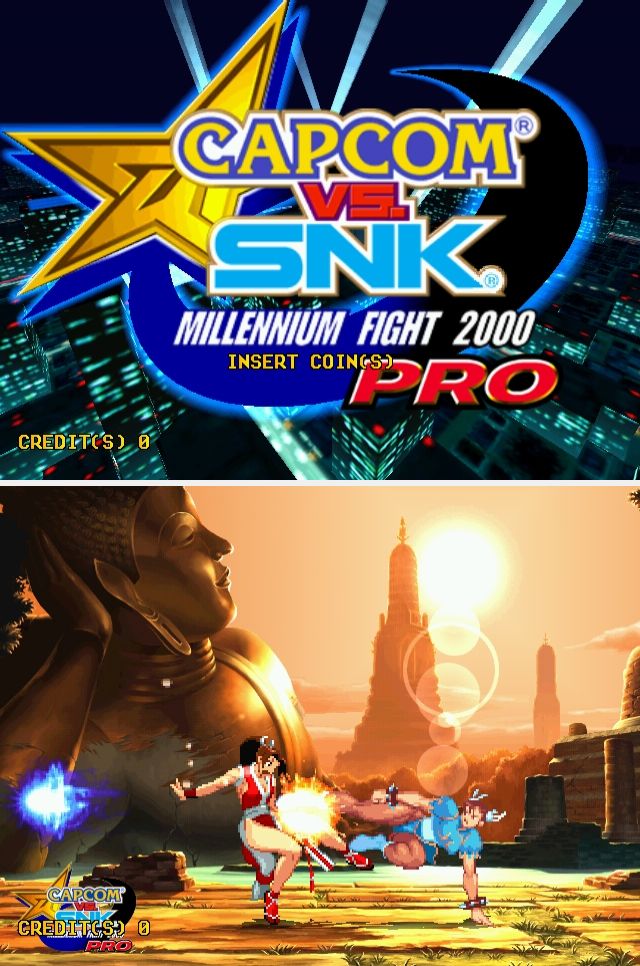 CAPCOM®
VS.
SNK®
MILLENNIUM FIGHT 2000
INSERT COIN(S)
PRO
CREDIT(S) 0
CAPCOM
VS.
SNK
CREDIT(S) 0
PRO